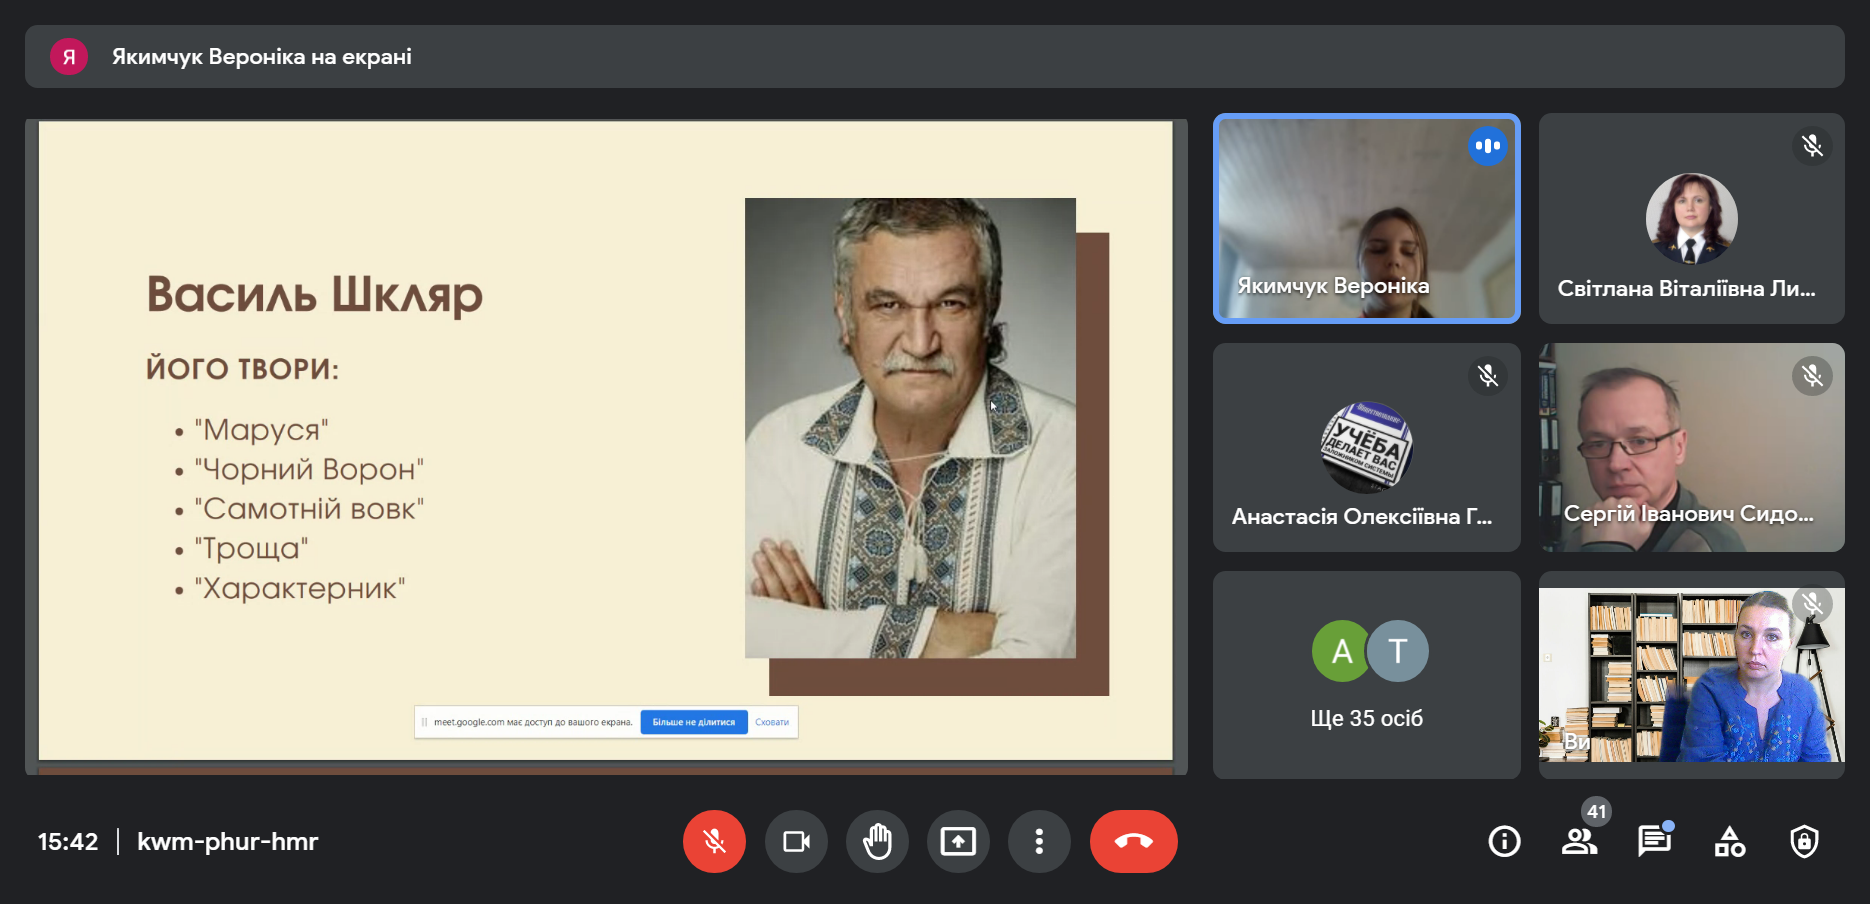 Я
Якимчук Вероніка на екрані
Василь Шкляр
ЙОГО ТВОРИ:
"Маруся"
"Чорний Ворон"
"Самотній вовк"
"Троща"
"Характерник"
meet.google.com має доступ до вашого екрана.
Більше не ділитися
Сховати
Якимчук Вероніка
Світлана Віталіївна Ли...
УЧЁБА
ДЕЛАЕТ ВАС
ЗАЛОЖНИКОМ СИСТЕМЫ
Анастасія Олексіївна Г...
Сергій Іванович Сидо...
А
Т
Ще 35 осіб
Ви
15:42
kwm-phur-hmr
41